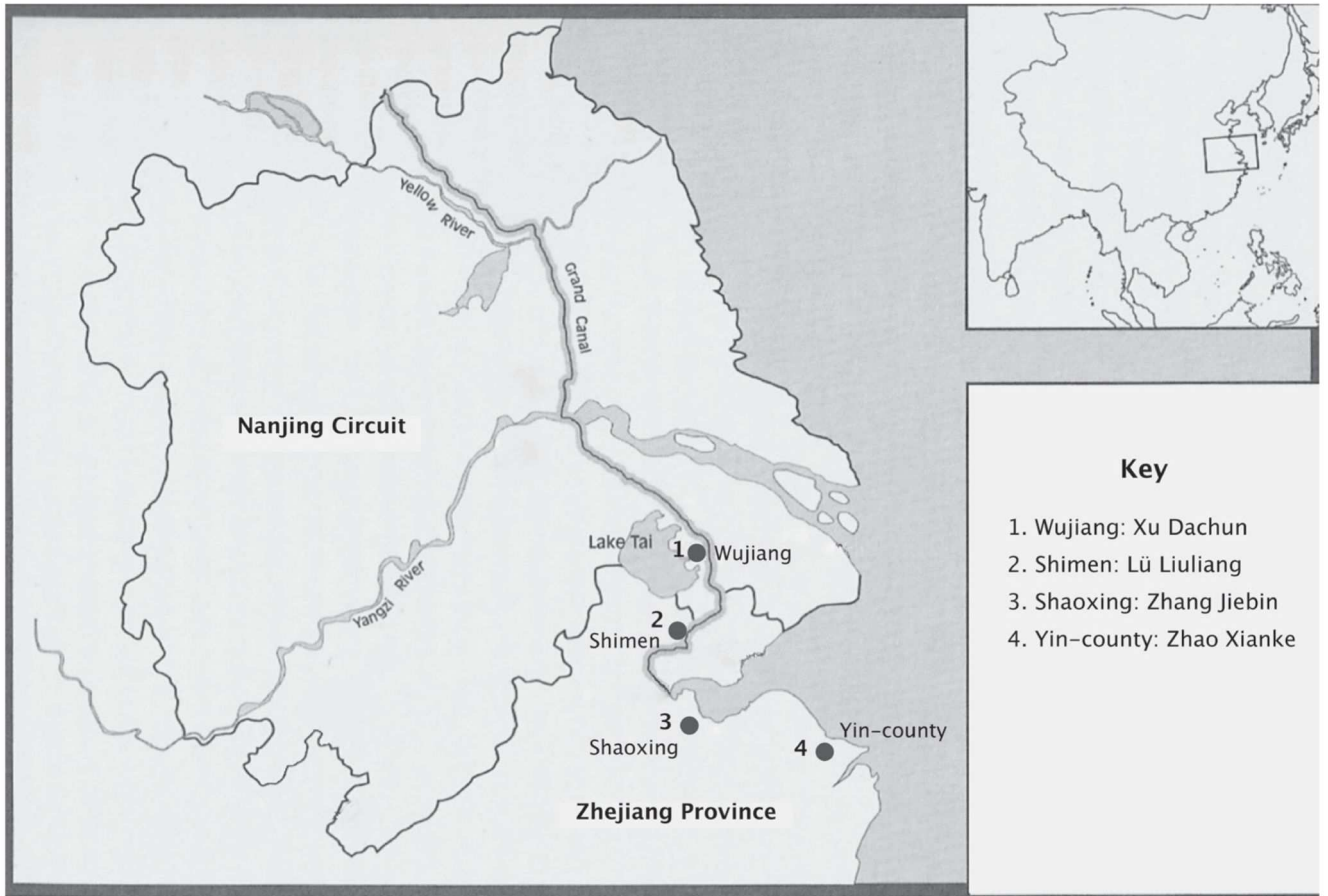 Yellow River
Grand Canal
Nanjing Circuit
Lake Tai
1 Wujiang
Yangzi River
2
Shimen
3
Shaoxing
4
Yin-county
Zhejiang Province
Key
1. Wujiang: Xu Dachun
2. Shimen: Lü Liuliang
3. Shaoxing: Zhang Jiebin
4. Yin-county: Zhao Xianke